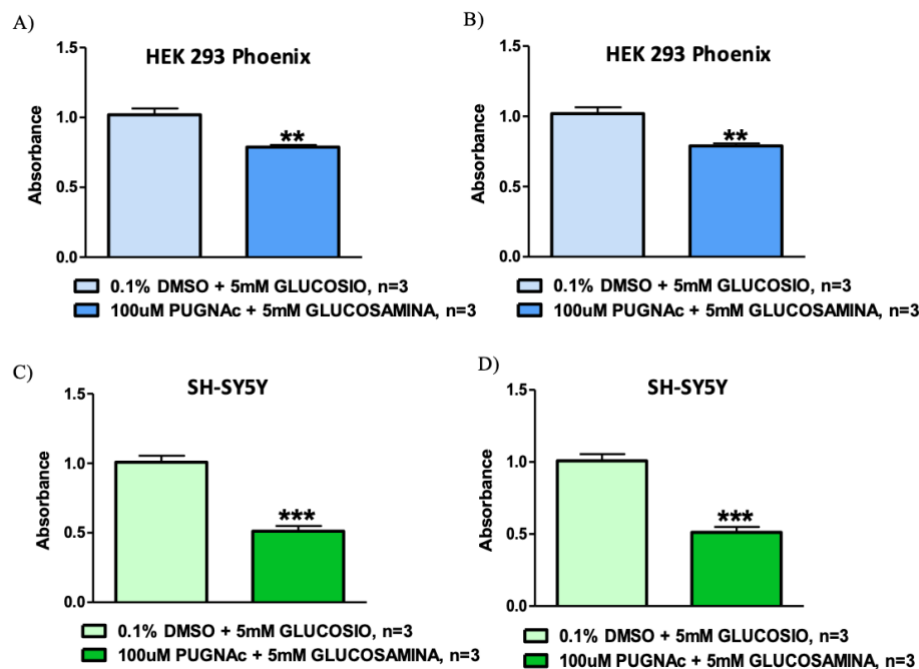 A)
HEK 293 Phoenix
Absorbance
1.5
1.0
0.5
0.0
**
0.1% DMSO + 5mM GLUCOSIO, n=3
100uM PUGNAc + 5mM GLUCOSAMINA, n=3
B)
HEK 293 Phoenix
Absorbance
1.5
1.0
0.5
0.0
**
0.1% DMSO + 5mM GLUCOSIO, n=3
100uM PUGNAc + 5mM GLUCOSAMINA, n=3
C)
SH-SY5Y
Absorbance
1.5
1.0
0.5
0.0
***
0.1% DMSO + 5mM GLUCOSIO, n=3
100uM PUGNAc + 5mM GLUCOSAMINA, n=3
D)
SH-SY5Y
Absorbance
1.5
1.0
0.5
0.0
***
0.1% DMSO + 5mM GLUCOSIO, n=3
100uM PUGNAc + 5mM GLUCOSAMINA, n=3